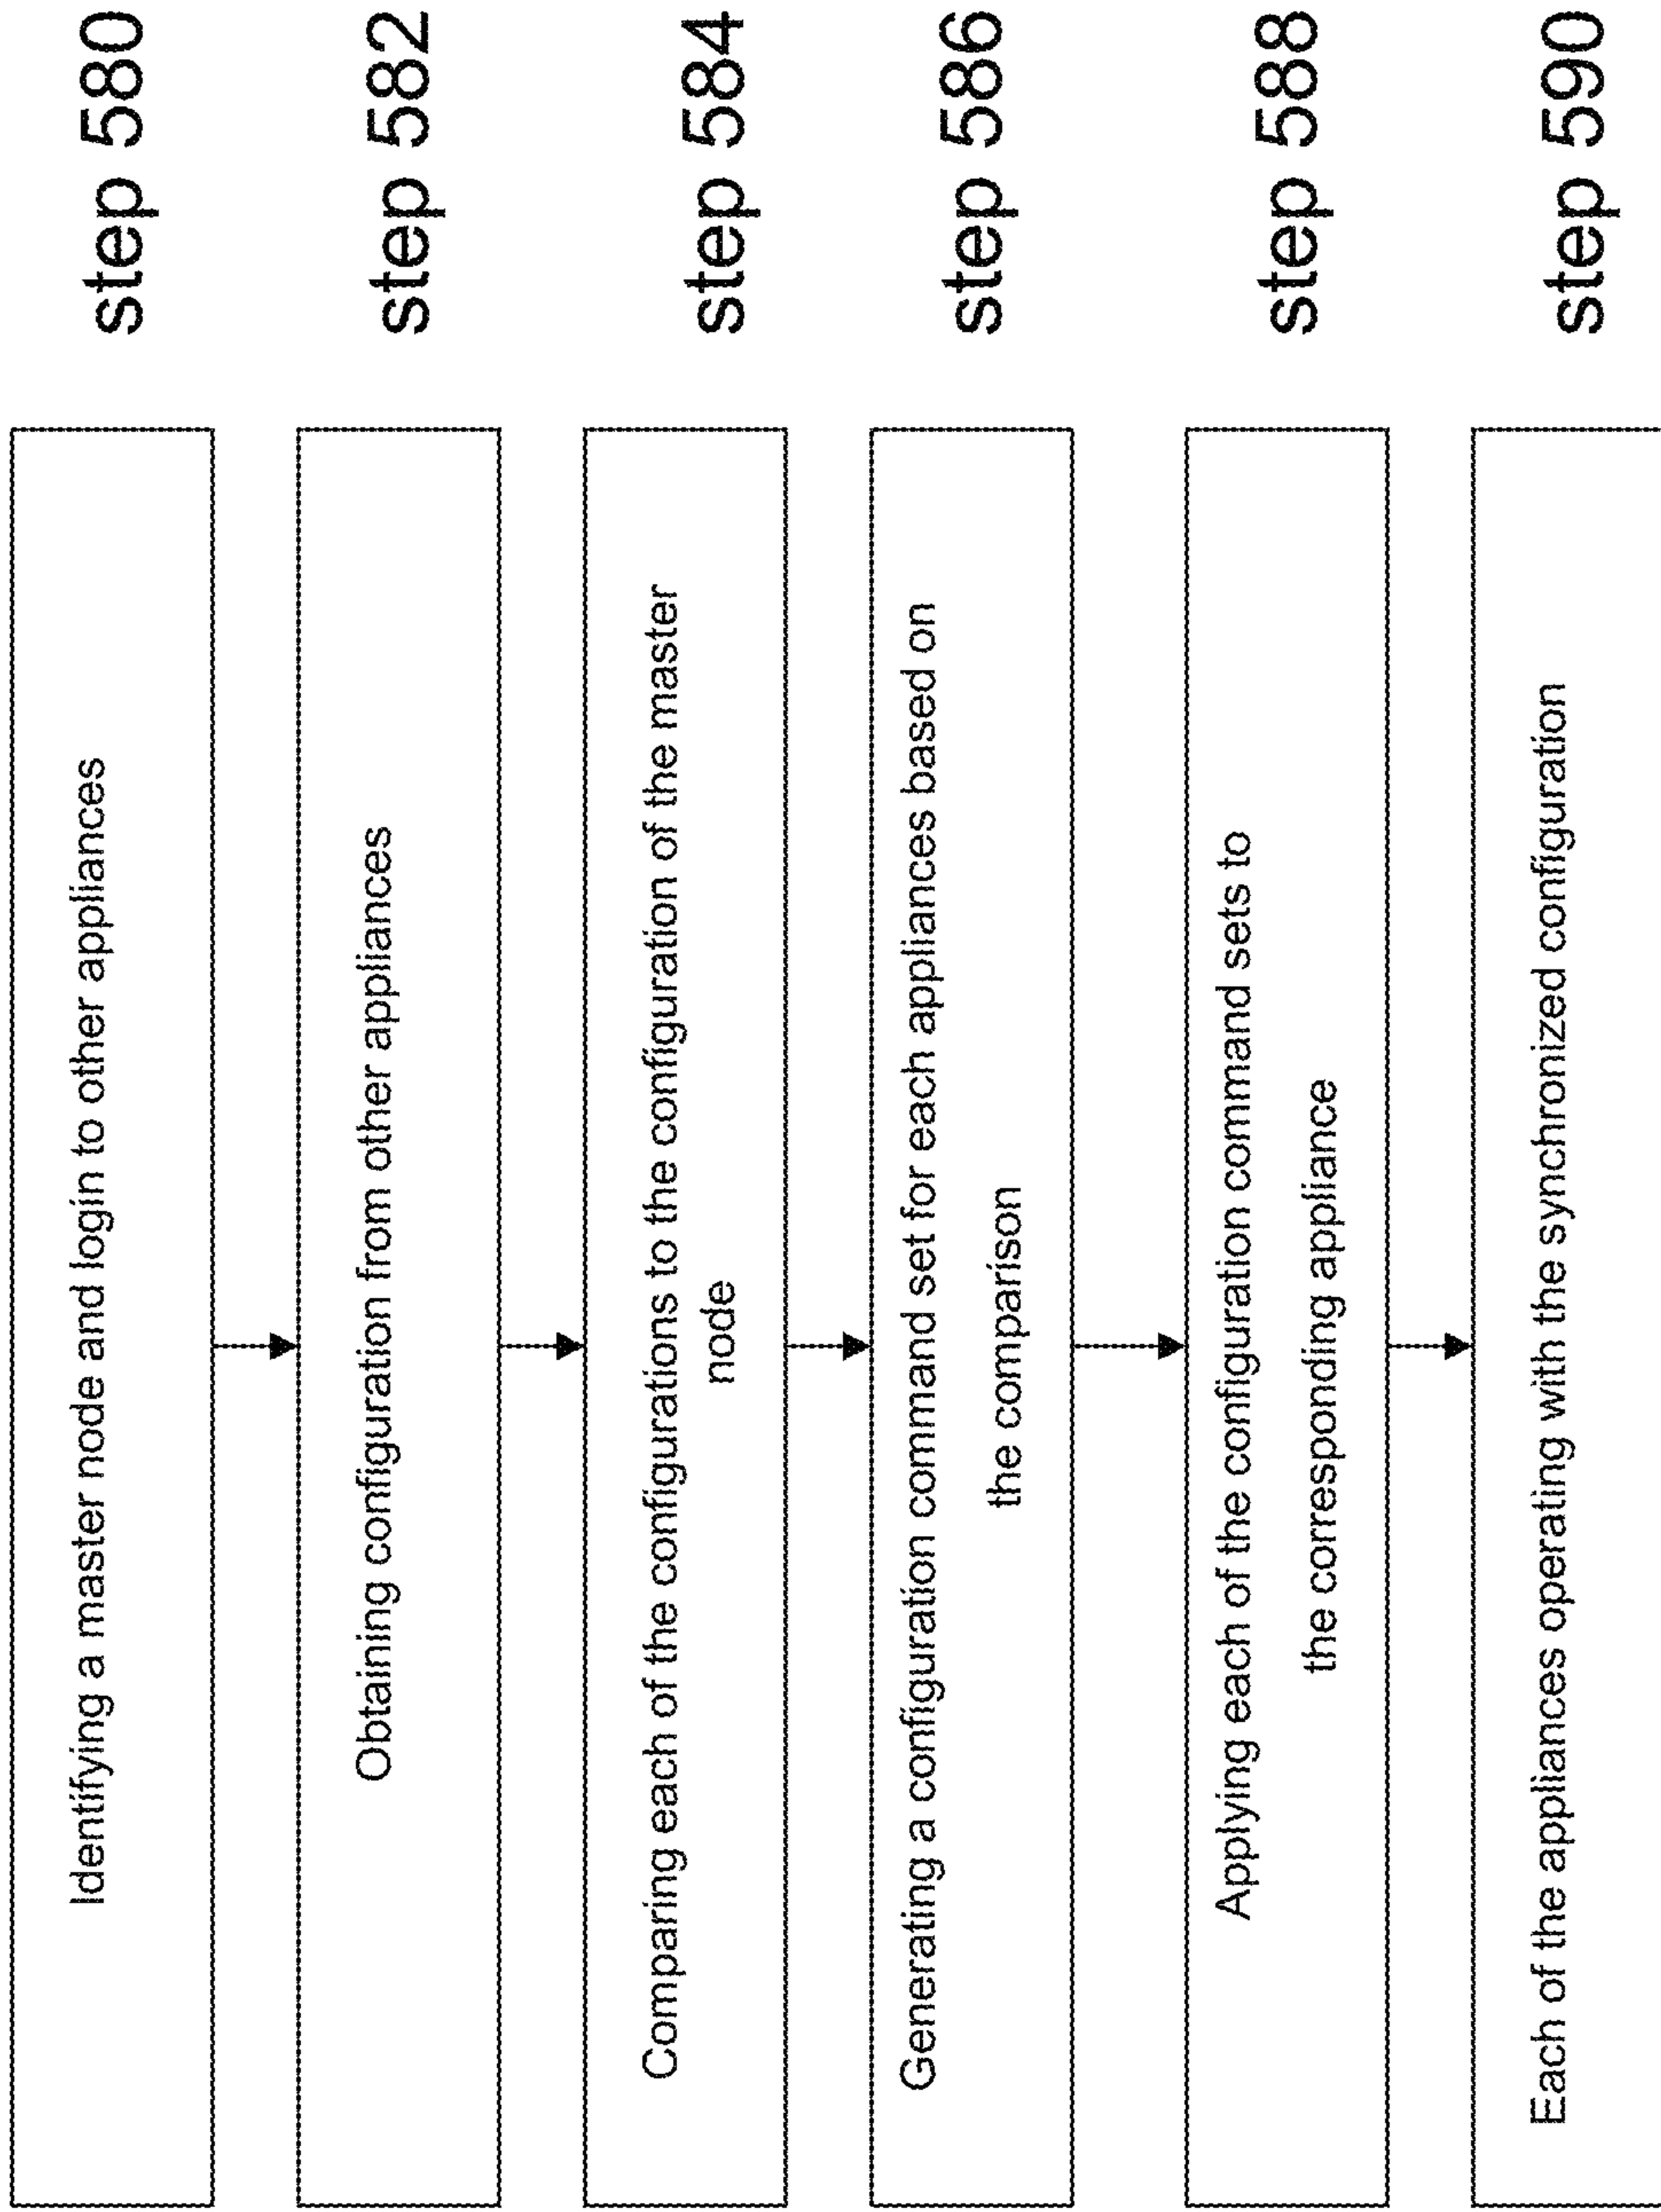 Identifying a master node and login to other appliances
step 580
Obtaining configuration from other appliances
step 582
Comparing each of the configurations to the configuration of the master
node
step 584
Generating a configuration command set for each appliances based on
the comparison
step 586
Applying each of the configuration command sets to
the corresponding appliance
step 588
Each of the appliances operating with the synchronized configuration
step 590